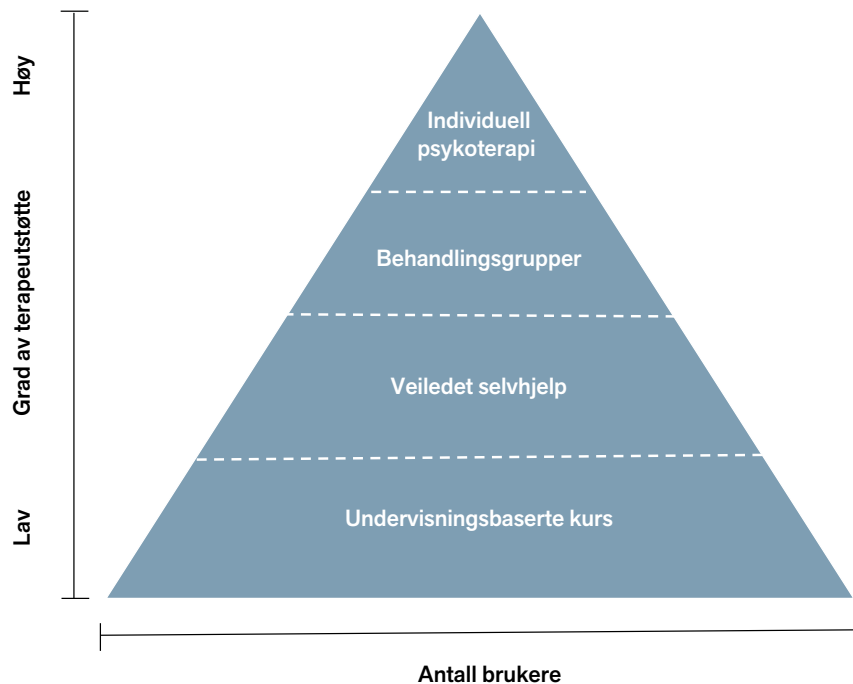 Høy
Grad av terapeutstøtte
Lav
Individuell
psykoterapi
Behandlingsgrupper
Veiledet selvhjelp
Undervisningsbaserte kurs
Antall brukere